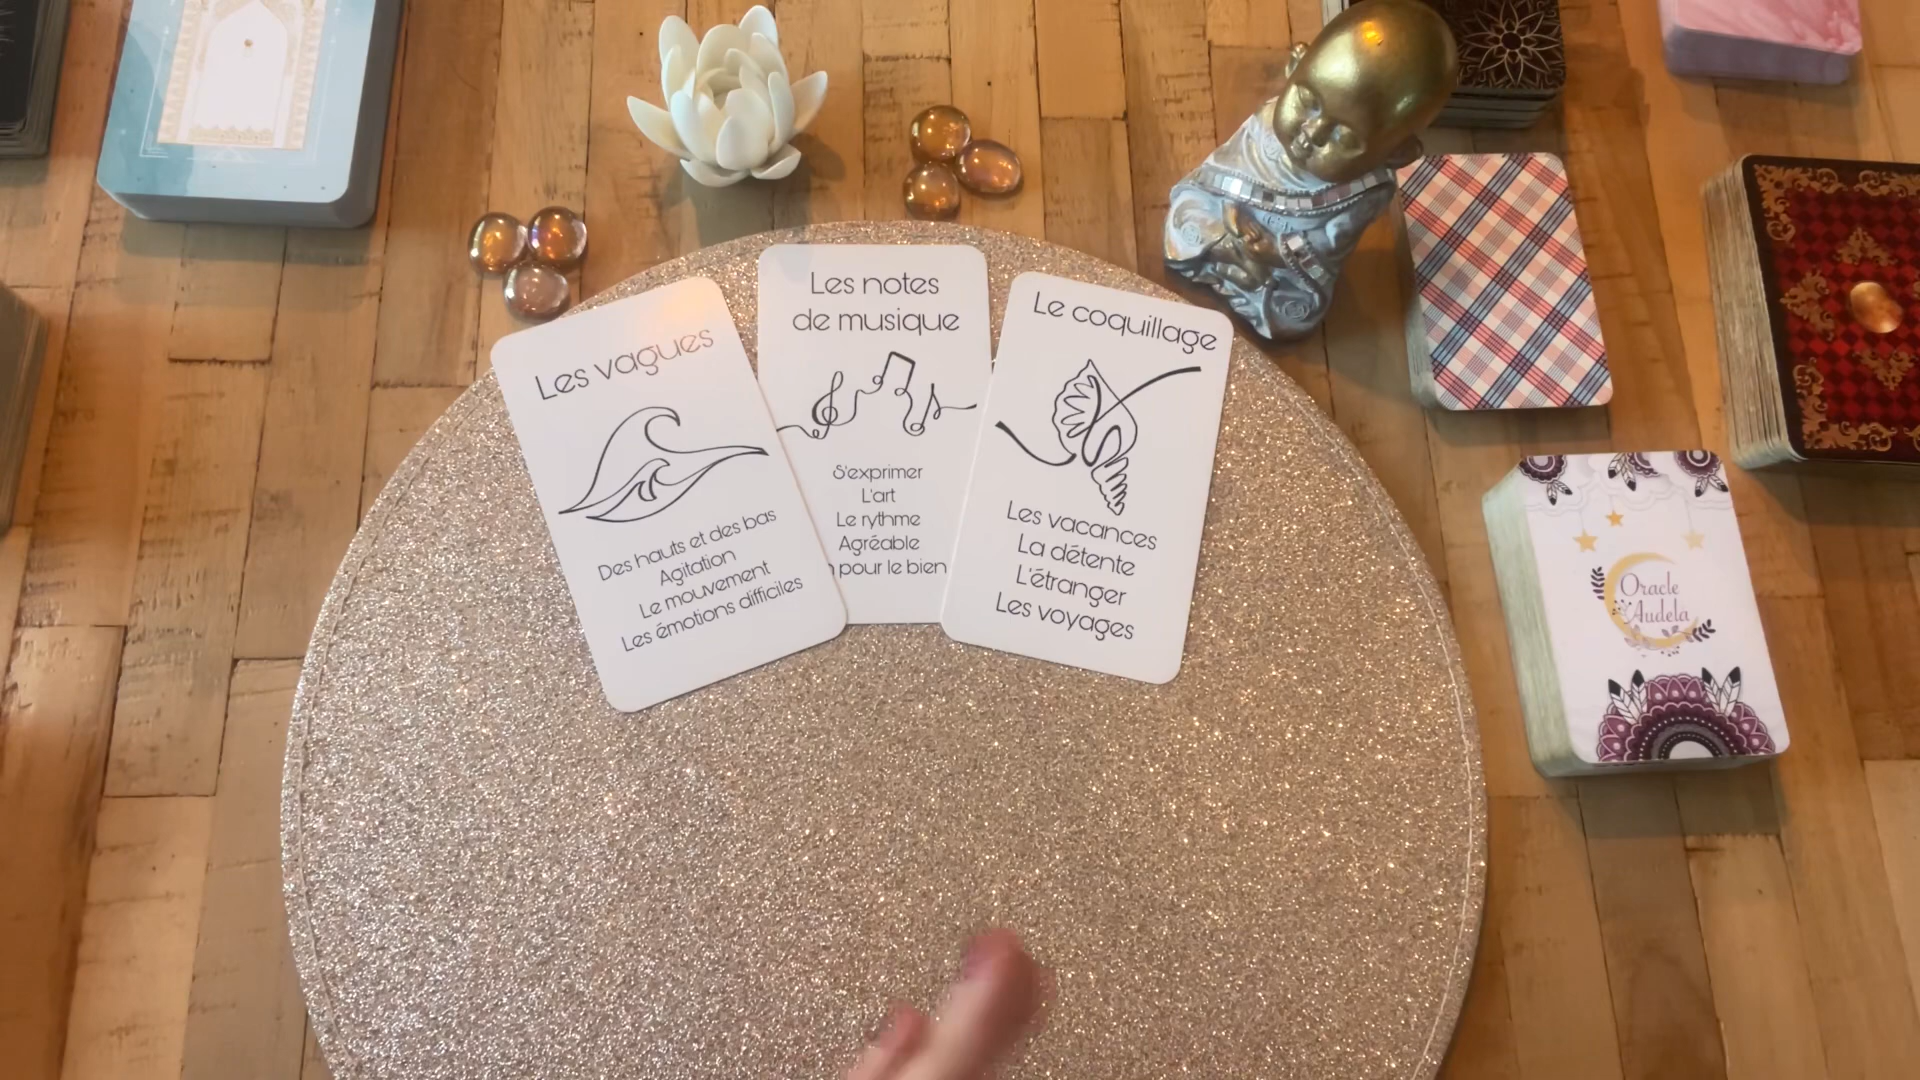 Les vagues
Des hauts et des bas
Agitation
Le mouvement
Les émotions difficiles
Les notes
de musique
S'exprimer
L'art
Le rythme
Agréable
pour le bien
Le coquillage
Les vacances
La détente
L'étranger
Les voyages
Oracle
Audela